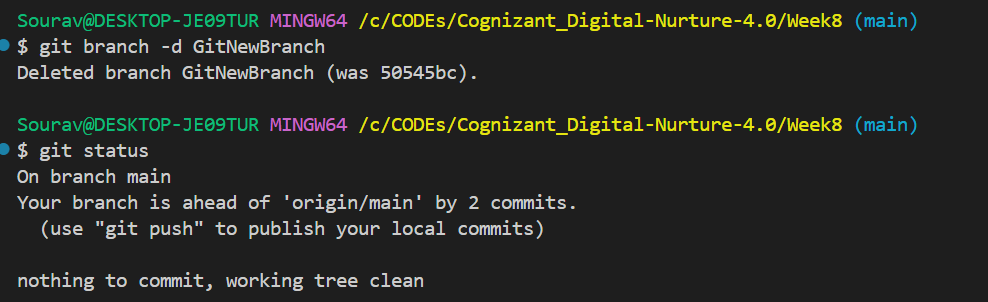 Sourav@DESKTOP-JE09TUR MINGW64 /c/CODEs/Cognizant_Digital-Nurture-4.0/Week8 (main)
$ git branch -d GitNewBranch
Deleted branch GitNewBranch (was 50545bc).
Sourav@DESKTOP-JE09TUR MINGW64 /c/CODEs/Cognizant_Digital-Nurture-4.0/Week8 (main)
$ git status
On branch main
Your branch is ahead of 'origin/main' by 2 commits.
  (use "git push" to publish your local commits)
nothing to commit, working tree clean